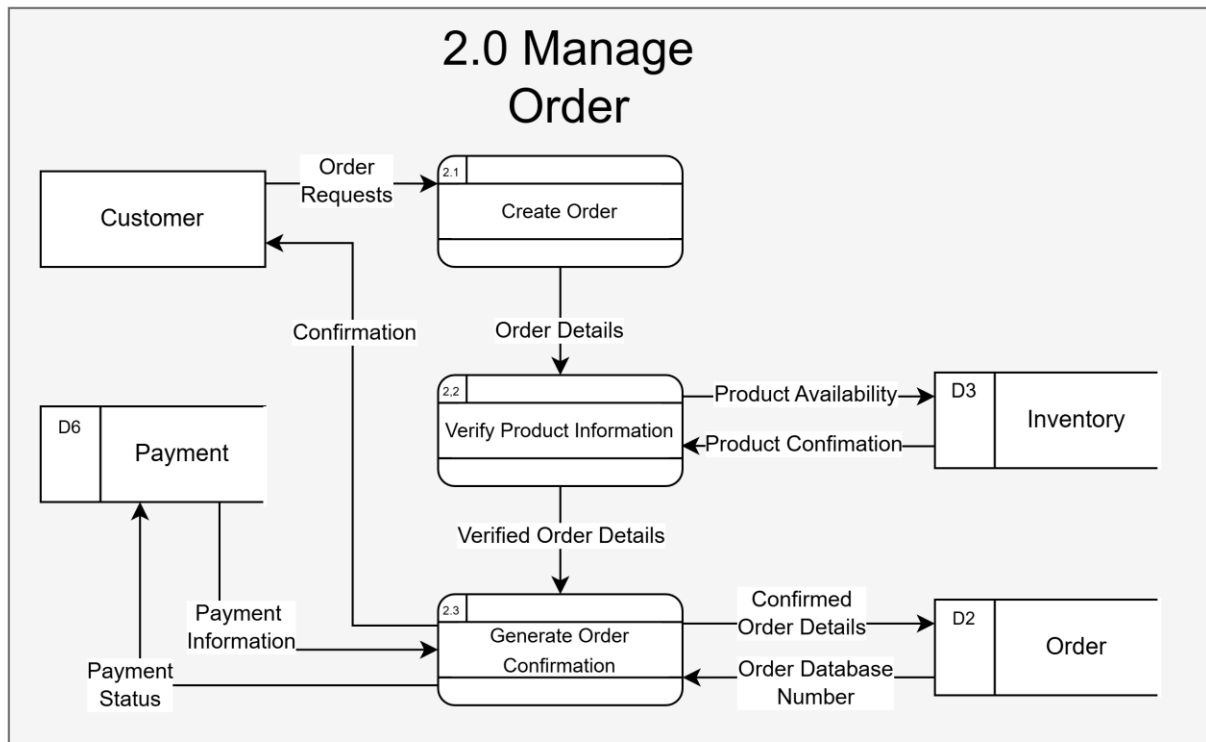 2.0 Manage
Order
Customer
Order
Requests
2.1
Create Order
Confirmation
Order Details
D6
Payment
2,2
Verify Product Information
Product Availability
Product Confimation
D3
Inventory
Verified Order Details
Payment
Information
Payment
Status
2.3
Generate Order
Confirmation
Confirmed
Order Details
Order Database
Number
D2
Order